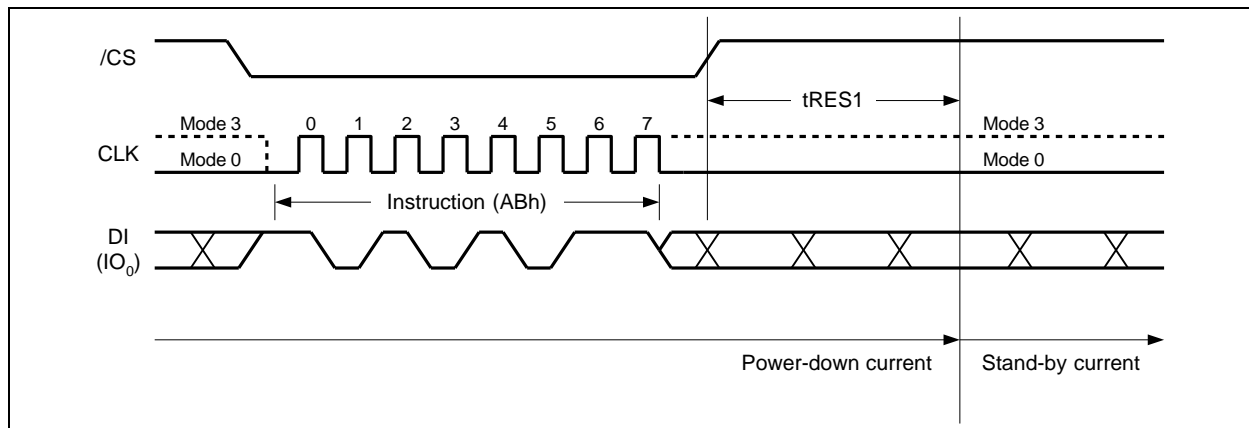 /CS
tRES1
0 1 2 3 4 5 6 7
Mode 3 Mode 3
CLK
Mode 0 Mode 0
Instruction (ABh)
DI
(IO₀)
Power-down current Stand-by current